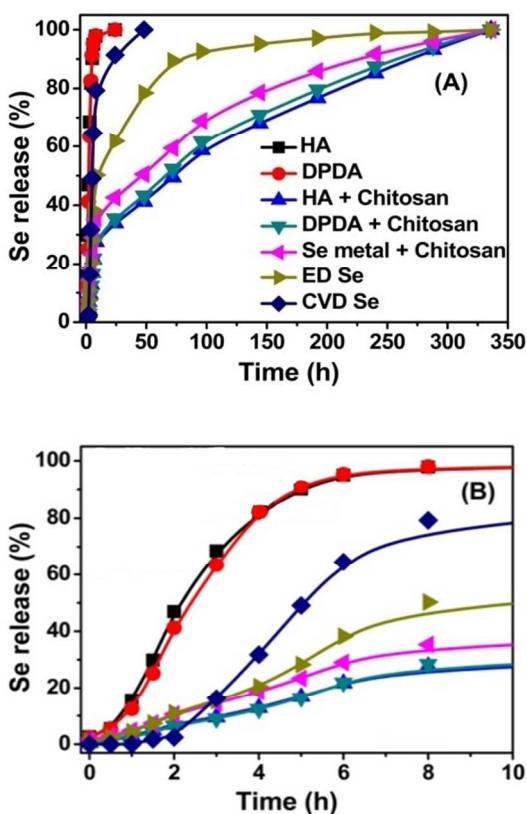 100
80
60
40
20
0
Se release (%)
(A)
HA
DPDA
HA + Chitosan
DPDA + Chitosan
Se metal + Chitosan
ED Se
CVD Se
0 50 100 150 200 250 300 350
Time (h)
100
80
60
40
20
0
Se release (%)
(B)
0 2 4 6 8 10
Time (h)